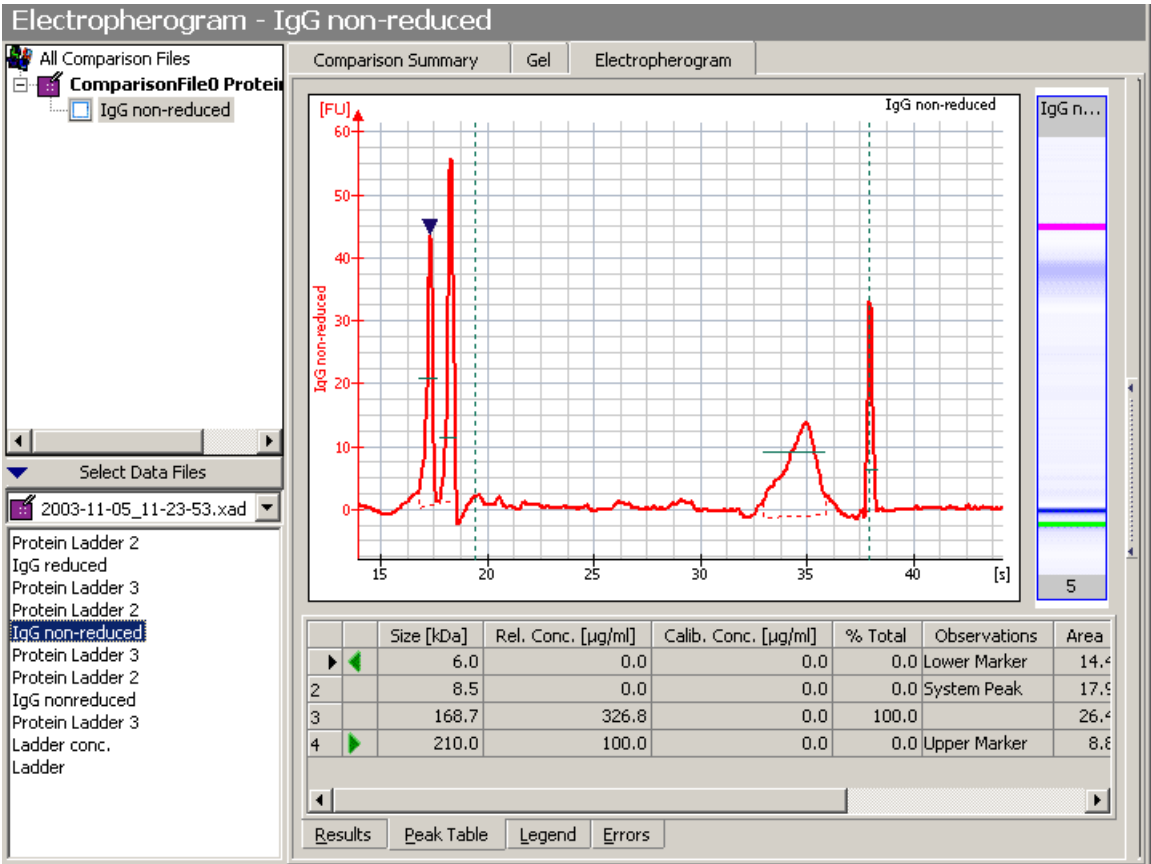 Electropherogram - IgG non-reduced
All Comparison Files
ComparisonFile0 Protein
IgG non-reduced
Select Data Files
2003-11-05_11-23-53.xad
Protein Ladder 2
IgG reduced
Protein Ladder 3
Protein Ladder 2
IgG non-reduced
Protein Ladder 3
Protein Ladder 2
IgG nonreduced
Protein Ladder 3
Ladder conc.
Ladder
Comparison Summary Gel Electropherogram
[FU] IgG non-reduced
60
50
40
30
20
10
0
IgG non-reduced
15 20 25 30 35 40 [s]
IgG n...
5
Size [kDa] Rel. Conc. [µg/ml] Calib. Conc. [µg/ml] % Total Observations Area
6.0 0.0 0.0 0.0 Lower Marker 14.4
2 8.5 0.0 0.0 0.0 System Peak 17.9
3 168.7 326.8 0.0 100.0 26.4
4 210.0 100.0 0.0 0.0 Upper Marker 8.8
Results Peak Table Legend Errors